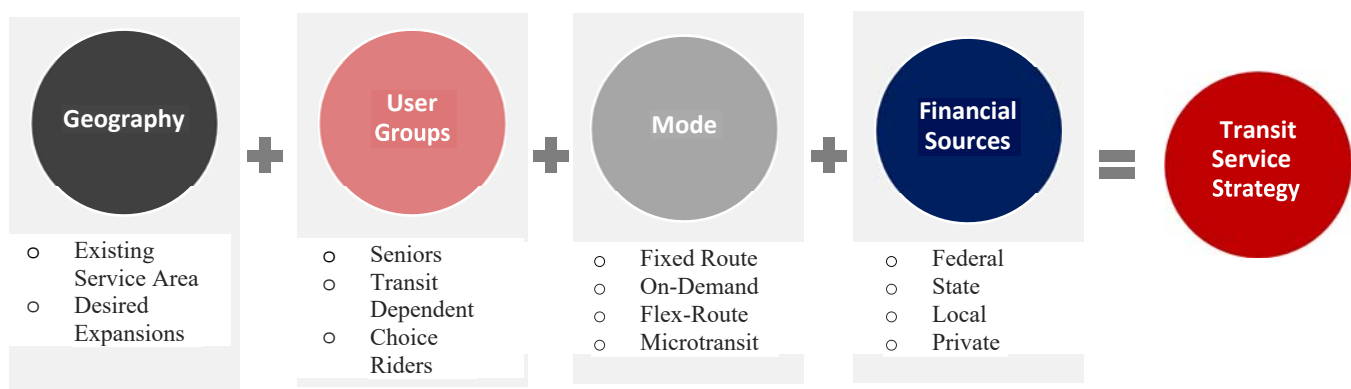 Geography
User
Groups
Mode
Financial
Sources
Transit
Service
Strategy
o Existing
Service Area
o Desired
Expansions
o Seniors
o Transit
Dependent
o Choice
Riders
o Fixed Route
o On-Demand
o Flex-Route
o Microtransit
o Federal
o State
o Local
o Private